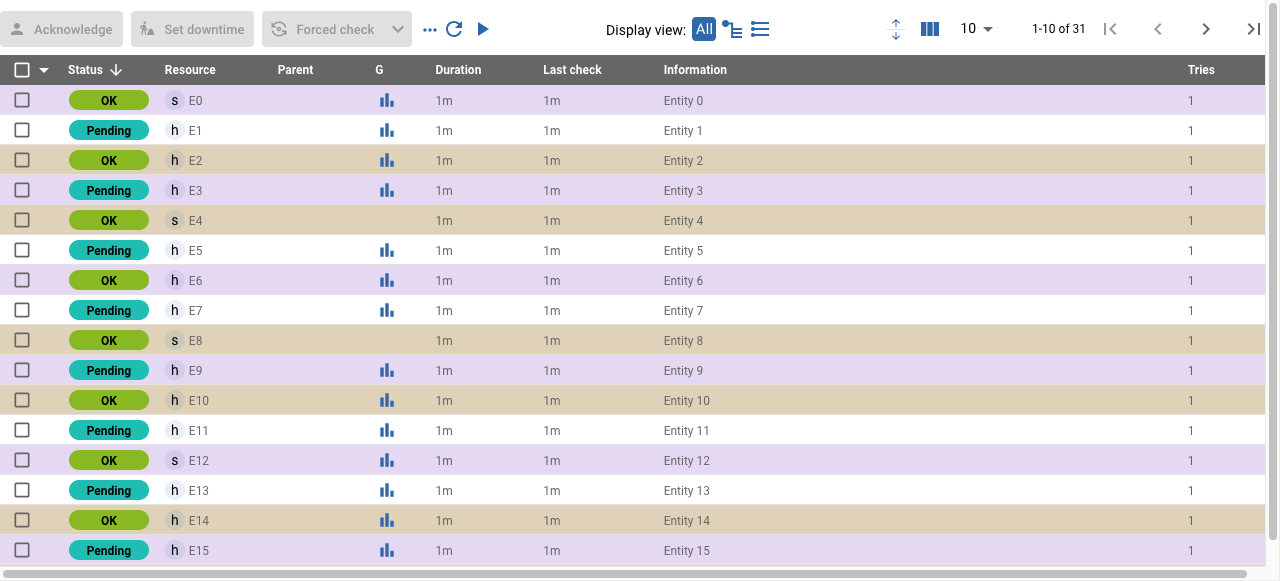 Acknowledge Set downtime Forced check Display view: All 10 1-10 of 31
Status Resource Parent G Duration Last check Information Tries
OK s E0 1m 1m Entity 0 1
Pending h E1 1m 1m Entity 1 1
OK h E2 1m 1m Entity 2 1
Pending h E3 1m 1m Entity 3 1
OK s E4 1m 1m Entity 4 1
Pending h E5 1m 1m Entity 5 1
OK h E6 1m 1m Entity 6 1
Pending h E7 1m 1m Entity 7 1
OK s E8 1m 1m Entity 8 1
Pending h E9 1m 1m Entity 9 1
OK h E10 1m 1m Entity 10 1
Pending h E11 1m 1m Entity 11 1
OK s E12 1m 1m Entity 12 1
Pending h E13 1m 1m Entity 13 1
OK h E14 1m 1m Entity 14 1
Pending h E15 1m 1m Entity 15 1